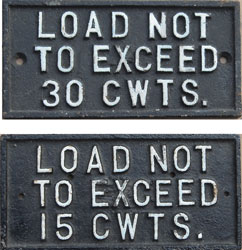 LOAD NOT
TO EXCEED
30 CWTS.
LOAD NOT
TO EXCEED
15 CWTS.